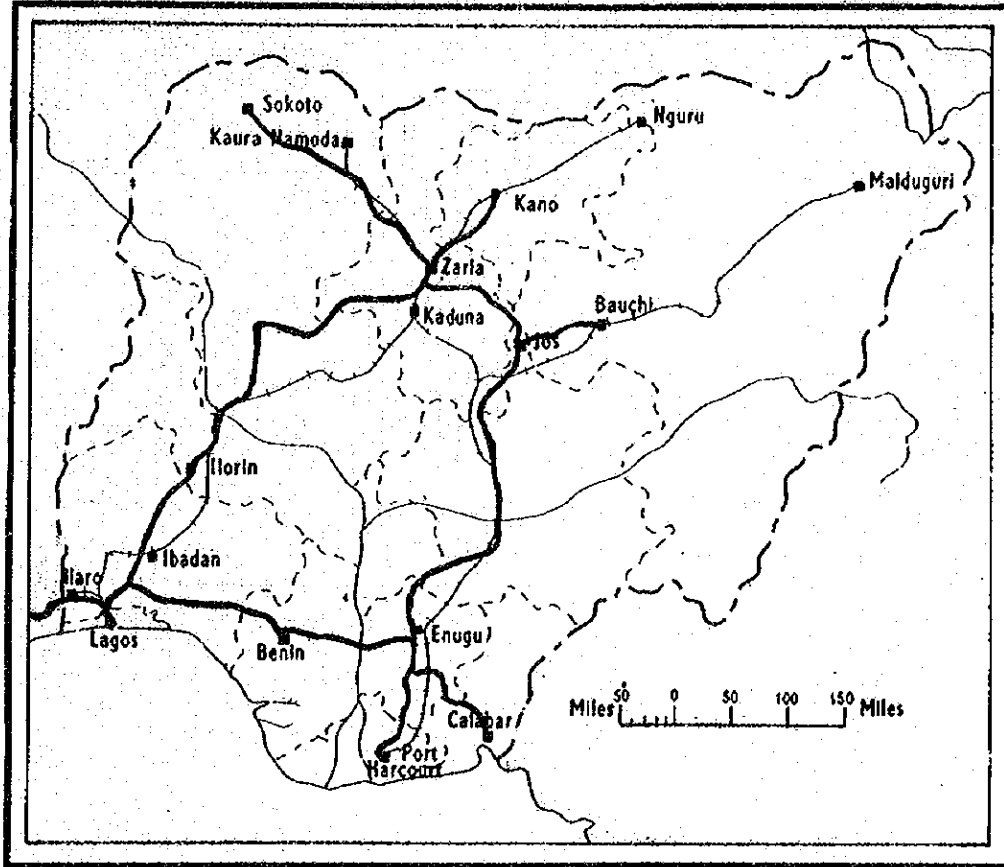 Sokoto
Kaura Namoda
Nguru
Maiduguri
Kano
Zaria
Bauchi
Kaduna
Jos
Ilorin
Ibadan
Ilaro
Lagos
Benin
Enugu
Calabar
Port
Harcourt
Miles 50 0 50 100 150 Miles